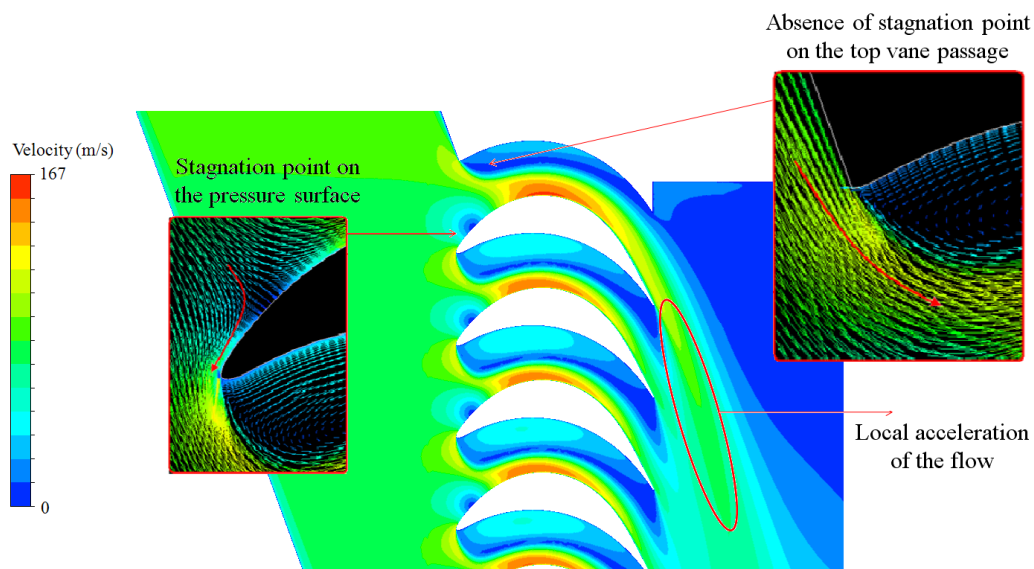 Absence of stagnation point
on the top vane passage
Velocity (m/s)
167
0
Stagnation point on
the pressure surface
Local acceleration
of the flow